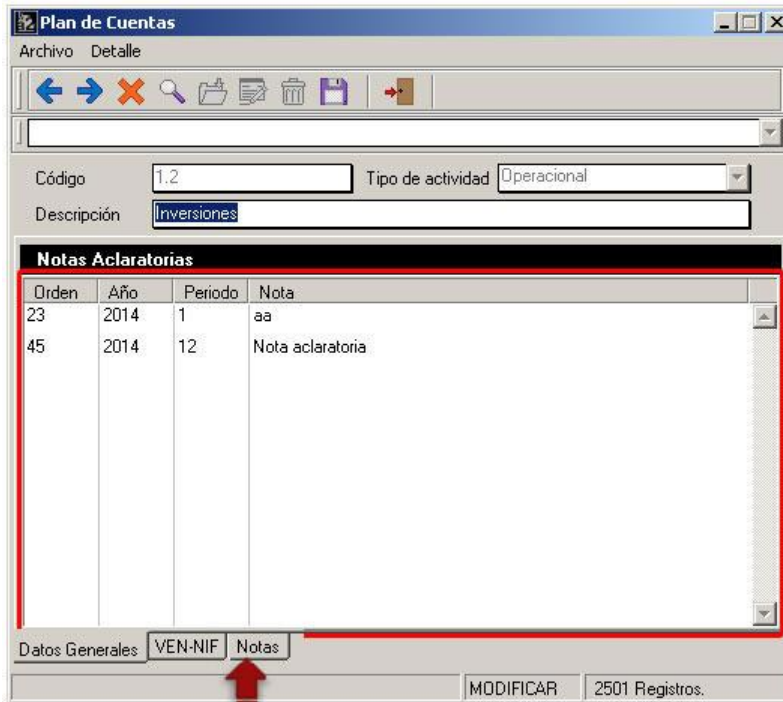 Plan de Cuentas
Archivo Detalle
Código 1.2 Tipo de actividad Operacional
Descripción Inversiones
Notas Aclaratorias
Orden Año Periodo Nota
23 2014 1 aa
45 2014 12 Nota aclaratoria
Datos Generales VEN-NIF Notas
MODIFICAR 2501 Registros.